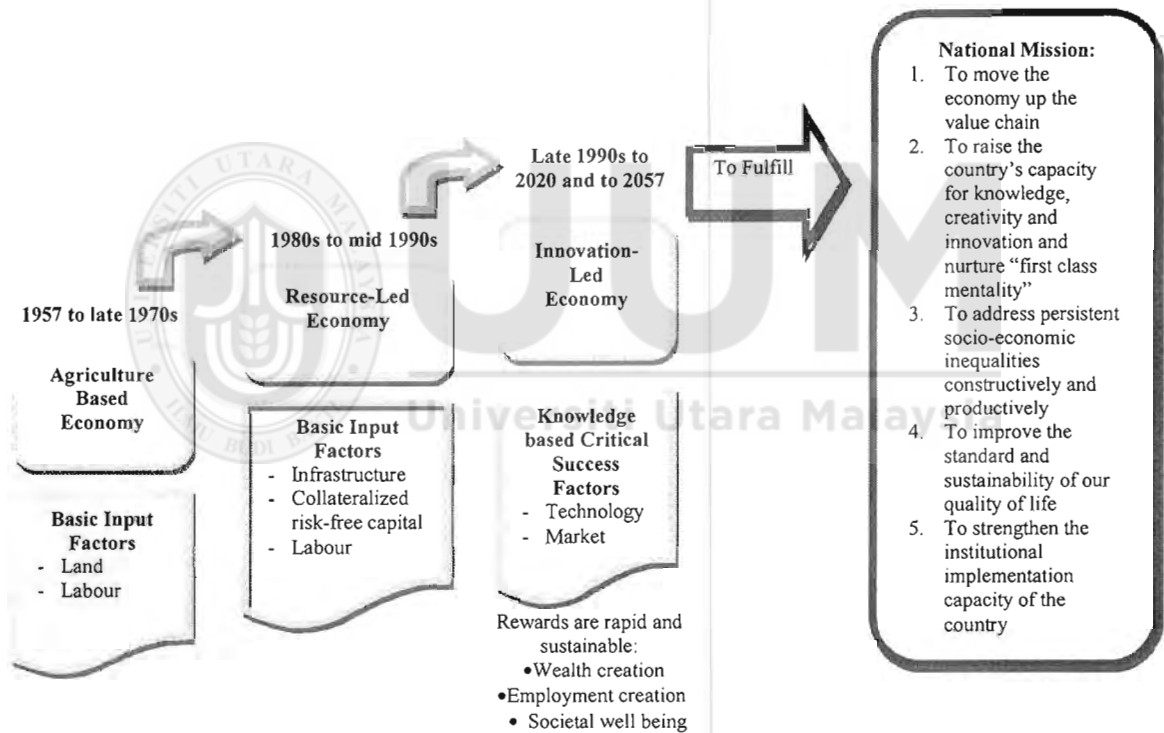 1957 to late 1970s
Agriculture
Based
Economy
Basic Input
Factors
- Land
- Labour
1980s to mid 1990s
Resource-Led
Economy
Basic Input
Factors
- Infrastructure
- Collateralized
risk-free capital
- Labour
Late 1990s to
2020 and to 2057
Innovation-
Led
Economy
Knowledge
based Critical
Success
Factors
- Technology
- Market
Rewards are rapid and
sustainable:
•Wealth creation
•Employment creation
• Societal well being
To Fulfill
National Mission:
1. To move the
economy up the
value chain
2. To raise the
country's capacity
for knowledge,
creativity and
innovation and
nurture "first class
mentality"
3. To address persistent
socio-economic
inequalities
constructively and
productively
4. To improve the
standard and
sustainability of our
quality of life
5. To strengthen the
institutional
implementation
capacity of the
country
UUM
Universiti Utara Malaysia
UNIVERSITI UTARA MALAYSIA
ILMU BUDI